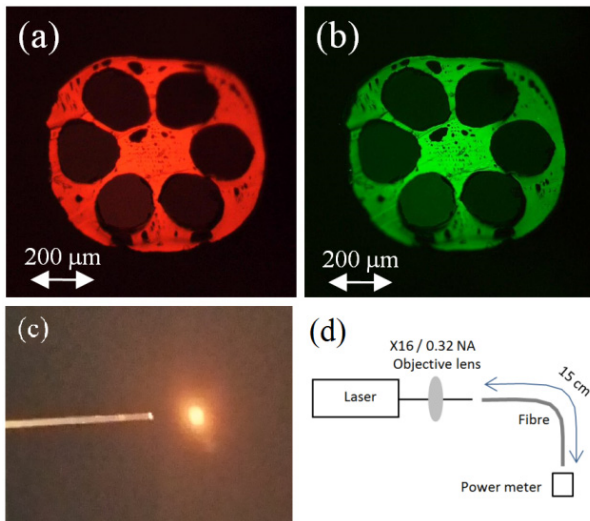 (a)
200 μm
(b)
200 μm
(c)
(d)
X16 / 0.32 NA
Objective lens
Laser
15 cm
Fibre
Power meter